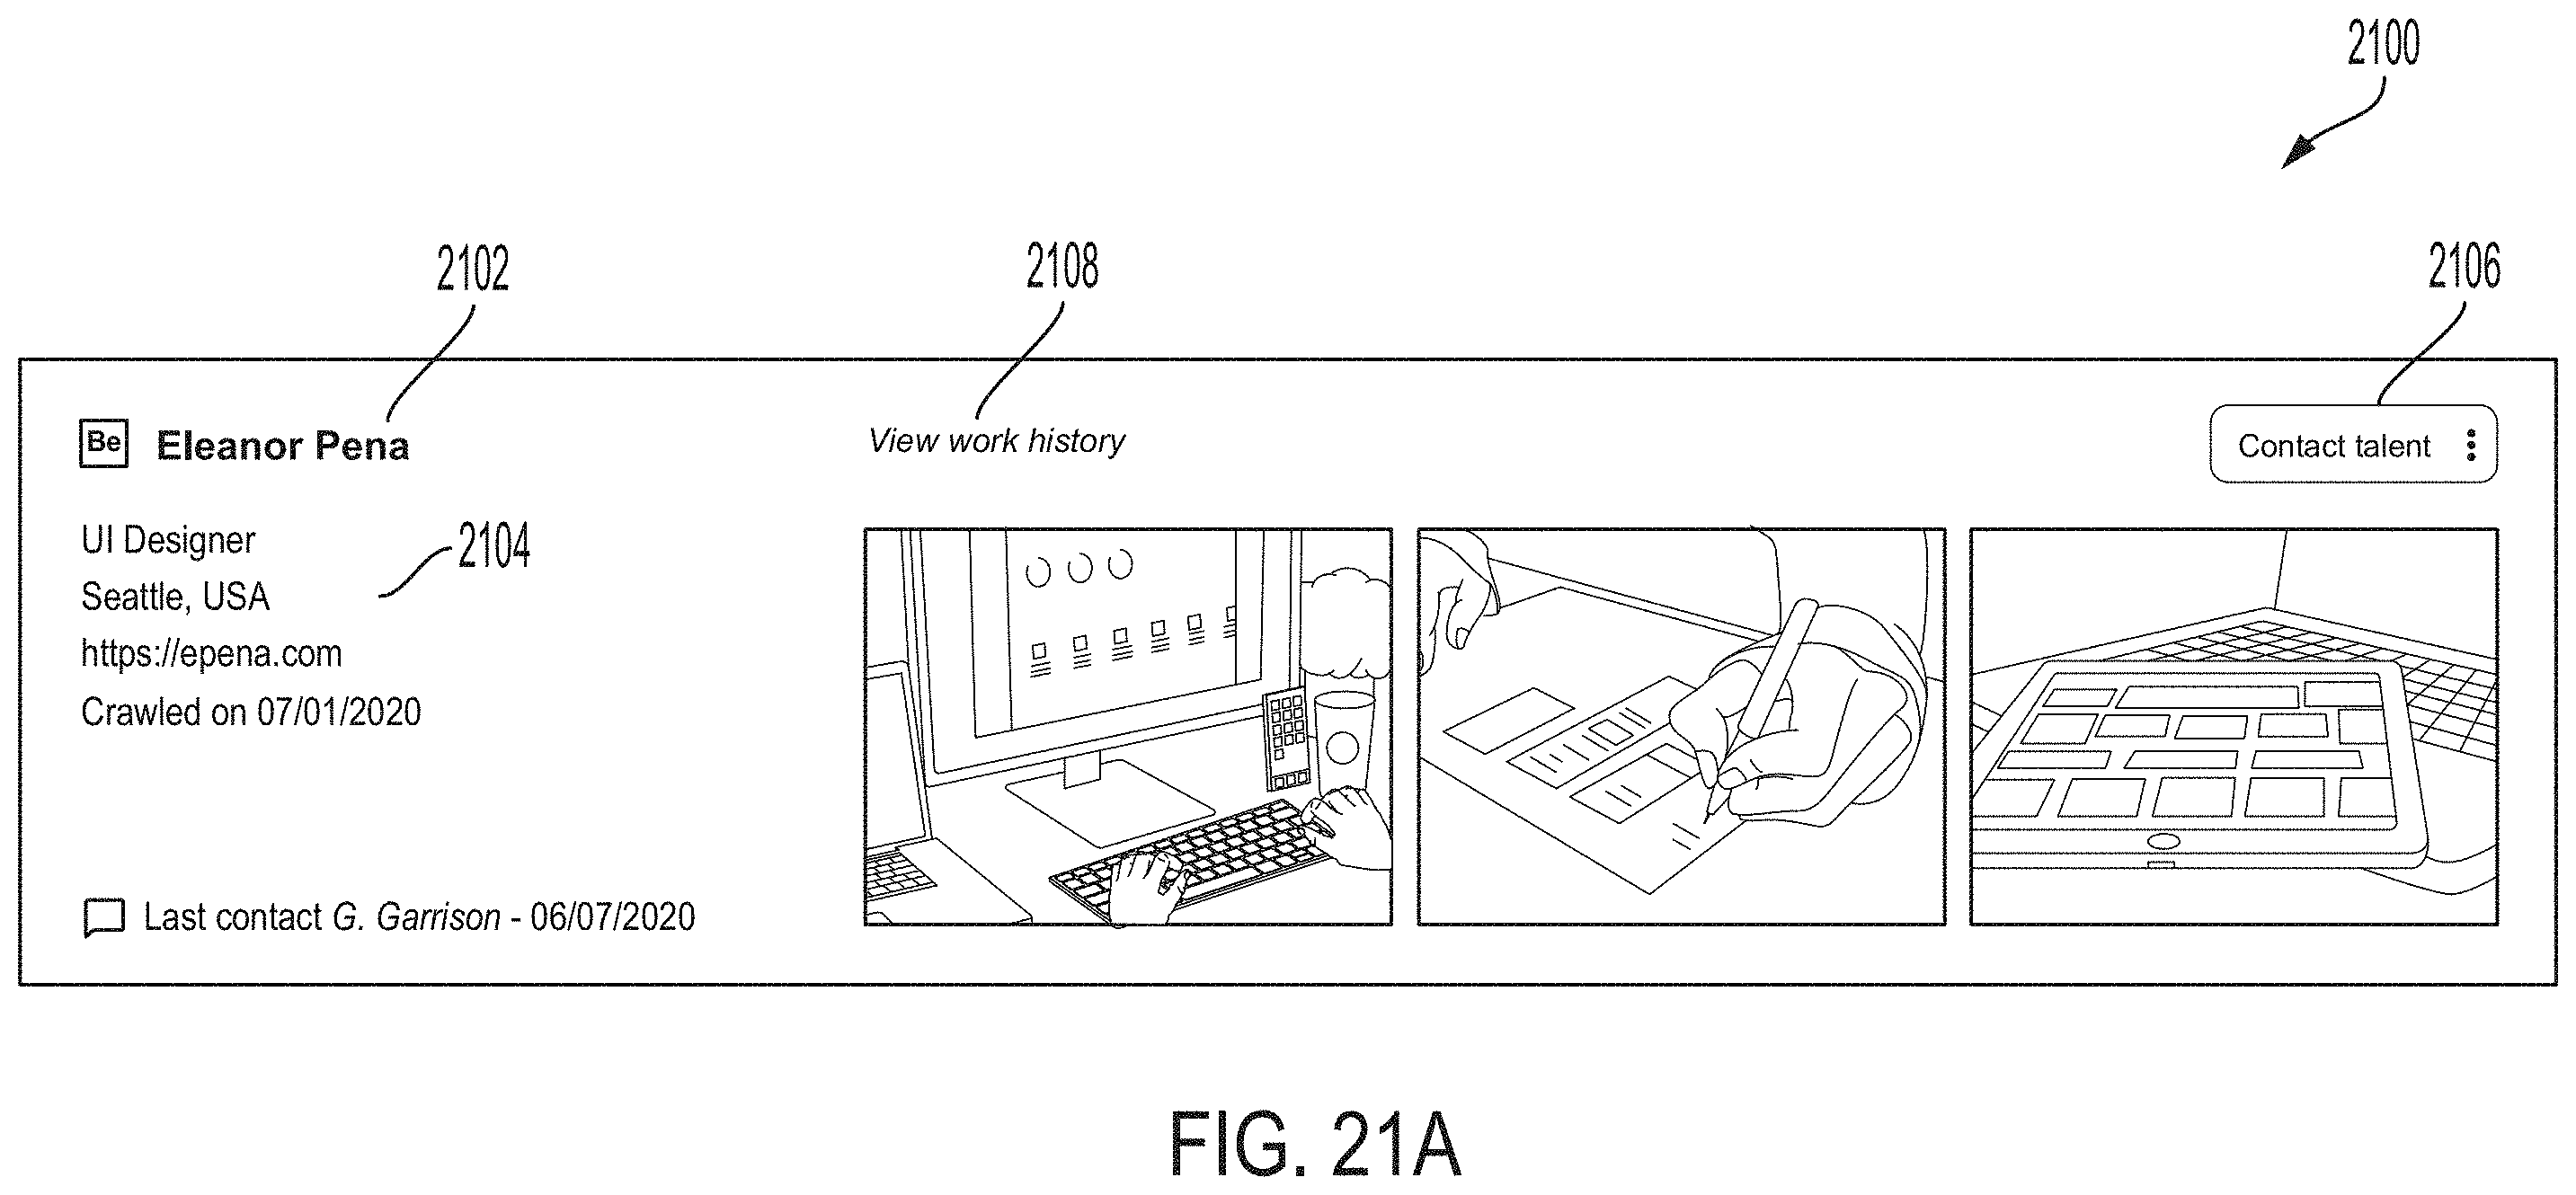 2100
2102
2108
2106
Be Eleanor Pena
View work history
Contact talent
UI Designer
2104
Seattle, USA
https://epena.com
Crawled on 07/01/2020
Last contact G. Garrison - 06/07/2020
FIG. 21A